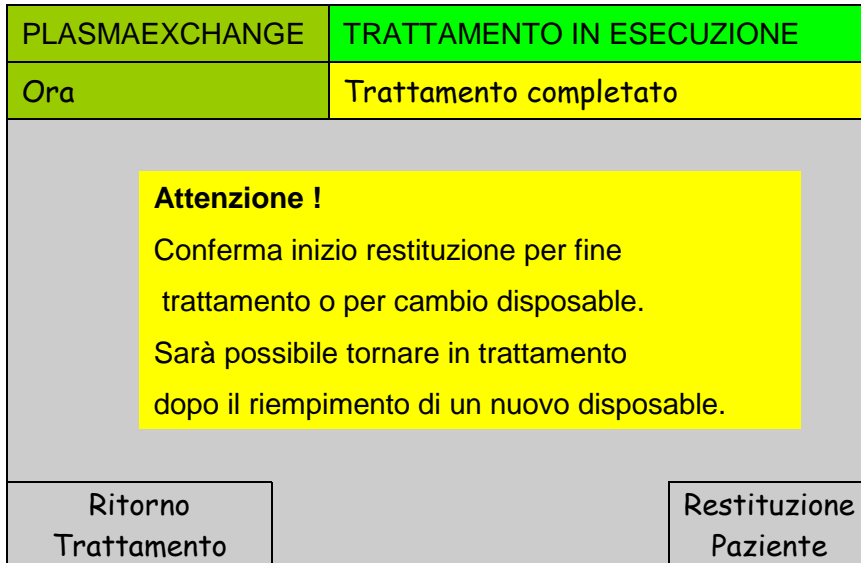 PLASMAEXCHANGE TRATTAMENTO IN ESECUZIONE
Ora Trattamento completato
Attenzione !
Conferma inizio restituzione per fine
trattamento o per cambio disposable.
Sarà possibile tornare in trattamento
dopo il riempimento di un nuovo disposable.
Ritorno
Trattamento
Restituzione
Paziente